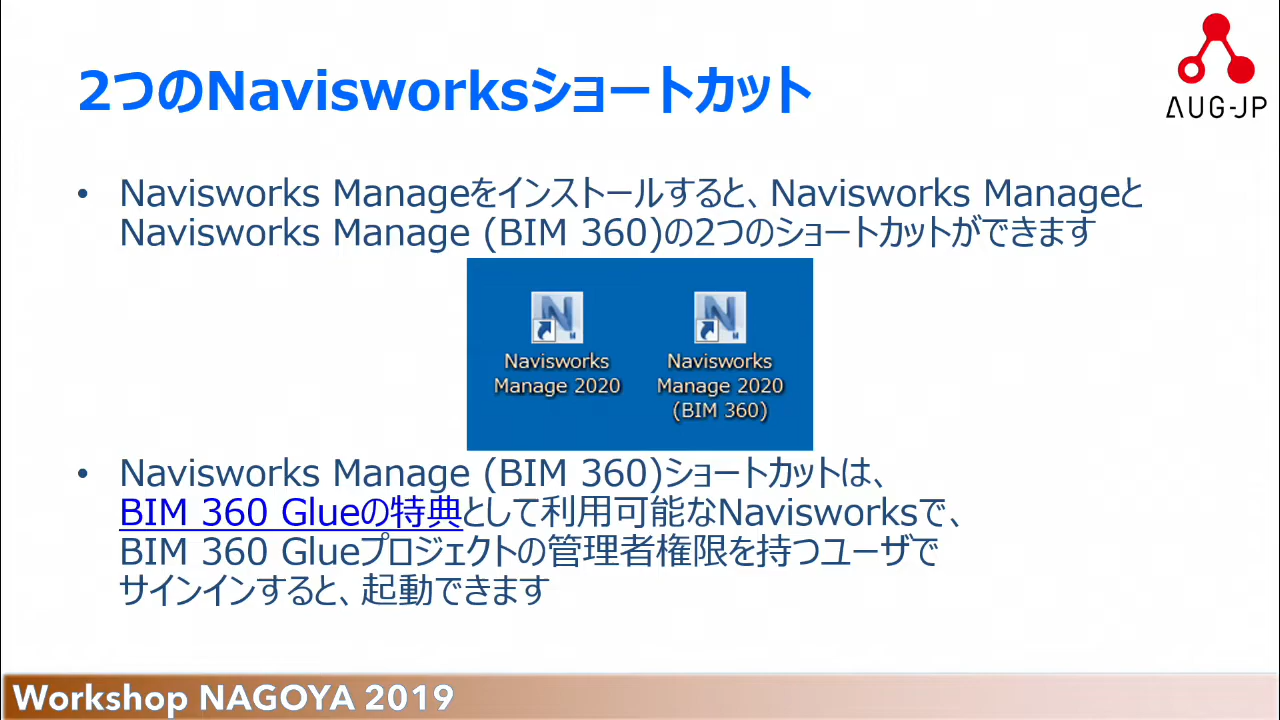 2つのNavisworksショートカット
AUG-JP
• Navisworks Manageをインストールすると、Navisworks Manageと
Navisworks Manage (BIM 360)の2つのショートカットができます
Navisworks
Manage 2020
Navisworks
Manage 2020
(BIM 360)
• Navisworks Manage (BIM 360)ショートカットは、
BIM 360 Glueの特典として利用可能なNavisworksで、
BIM 360 Glueプロジェクトの管理者権限を持つユーザで
サインインすると、起動できます
Workshop NAGOYA 2019